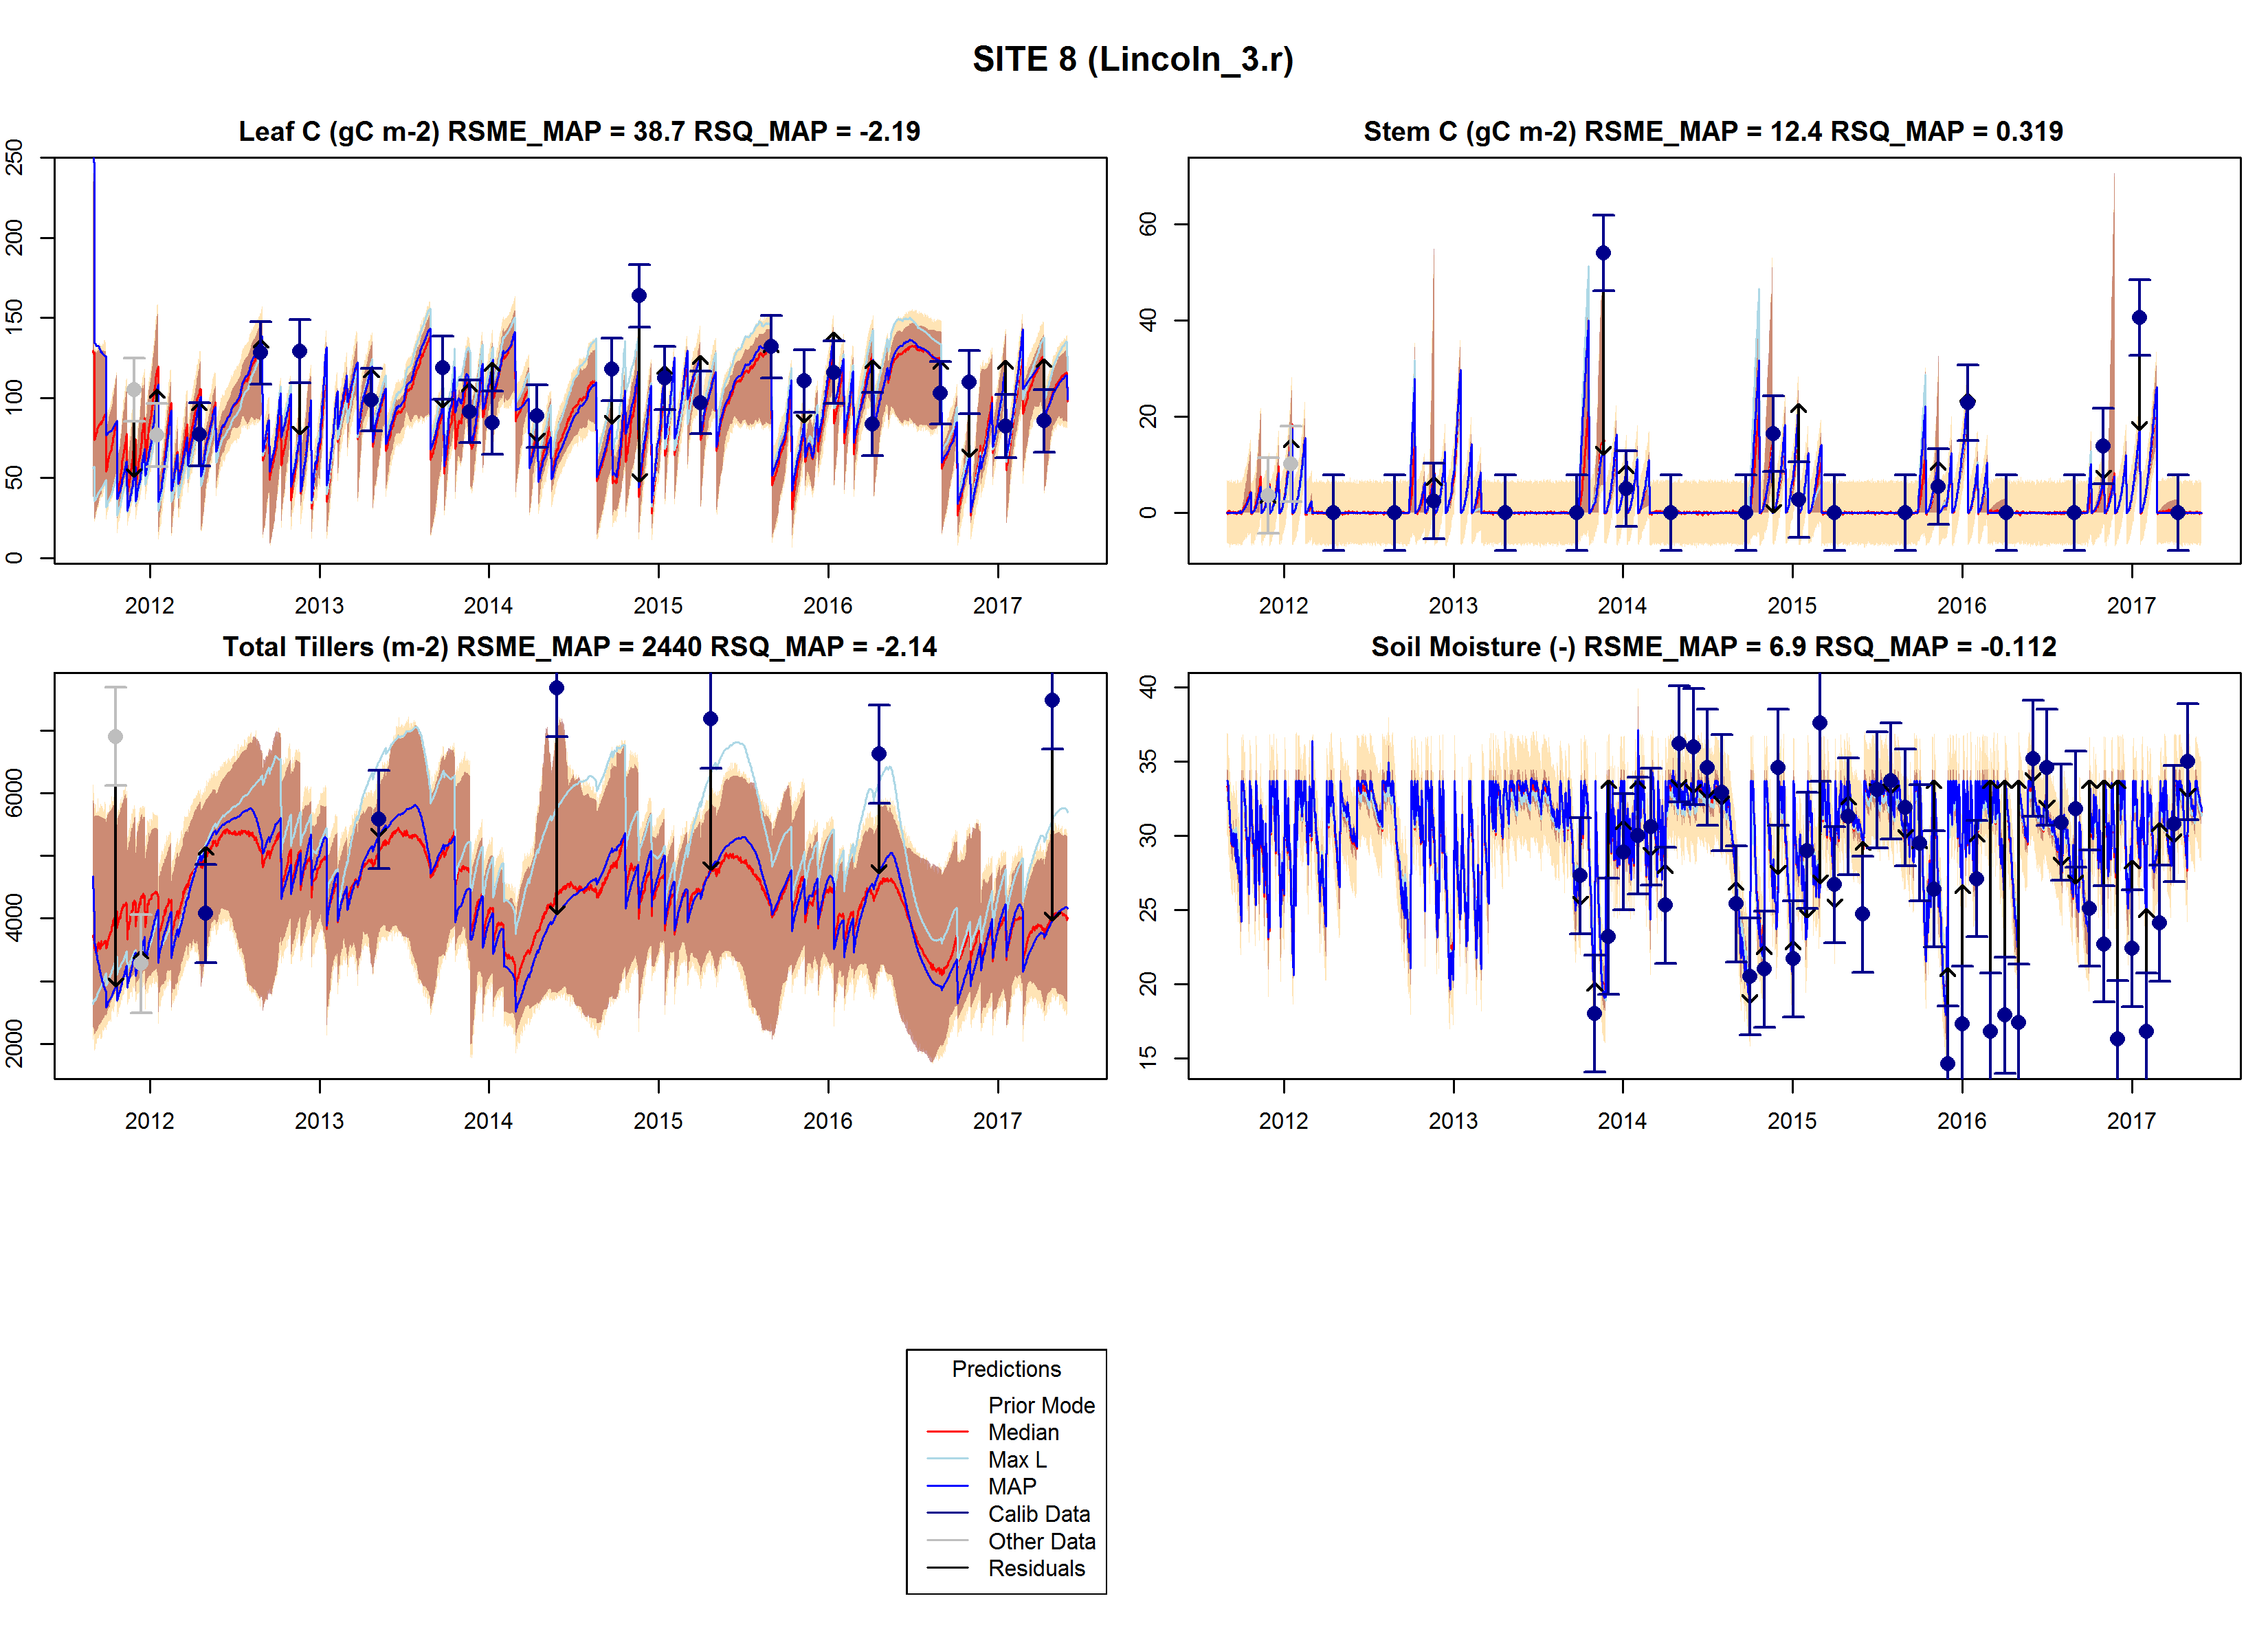 SITE 8 (Lincoln_3.r)
Leaf C (gC m-2) RSME_MAP = 38.7 RSQ_MAP = -2.19
250
200
150
100
50
0
2012 2013 2014 2015 2016 2017
Stem C (gC m-2) RSME_MAP = 12.4 RSQ_MAP = 0.319
60
40
20
0
2012 2013 2014 2015 2016 2017
Total Tillers (m-2) RSME_MAP = 2440 RSQ_MAP = -2.14
6000
4000
2000
2012 2013 2014 2015 2016 2017
Soil Moisture (-) RSME_MAP = 6.9 RSQ_MAP = -0.112
40
35
30
25
20
15
2012 2013 2014 2015 2016 2017
Predictions
Prior Mode
Median
Max L
MAP
Calib Data
Other Data
Residuals